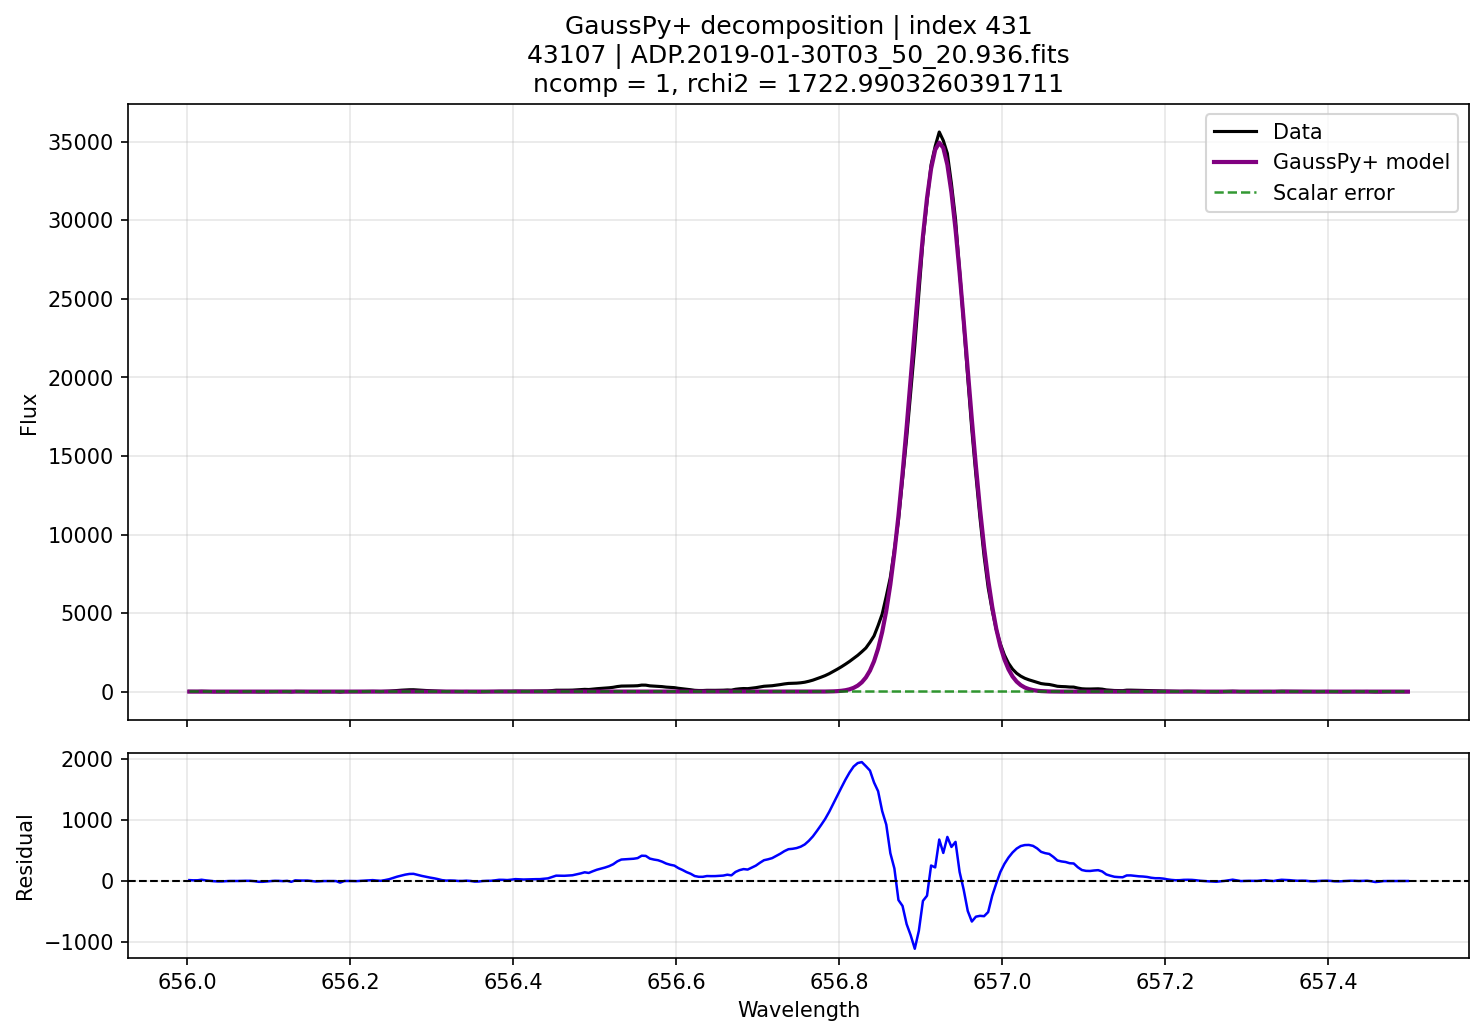 GaussPy+ decomposition | index 431
43107 | ADP.2019-01-30T03_50_20.936.fits
ncomp = 1, rchi2 = 1722.9903260391711
Data
GaussPy+ model
Scalar error
Flux
35000
30000
25000
20000
15000
10000
5000
0
Residual
2000
1000
0
−1000
656.0
656.2
656.4
656.6
656.8
657.0
657.2
657.4
Wavelength